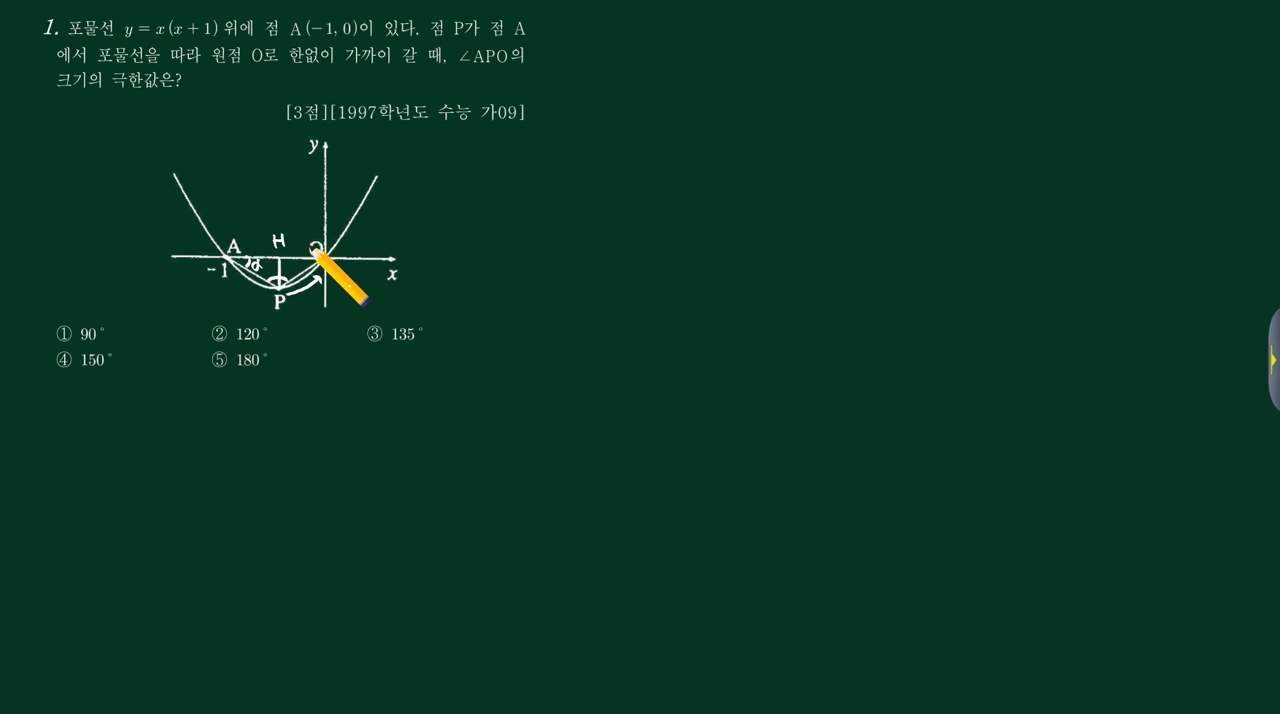 1. 포물선 y = x(x+1) 위에 점 A(-1, 0)이 있다. 점 P가 점 A
에서 포물선을 따라 원점 O로 한없이 가까이 갈 때, ∠APO의
크기의 극한값은?
[3점][1997학년도 수능 가09]
y
A H O
-1 α x
P
① 90° ② 120° ③ 135°
④ 150° ⑤ 180°